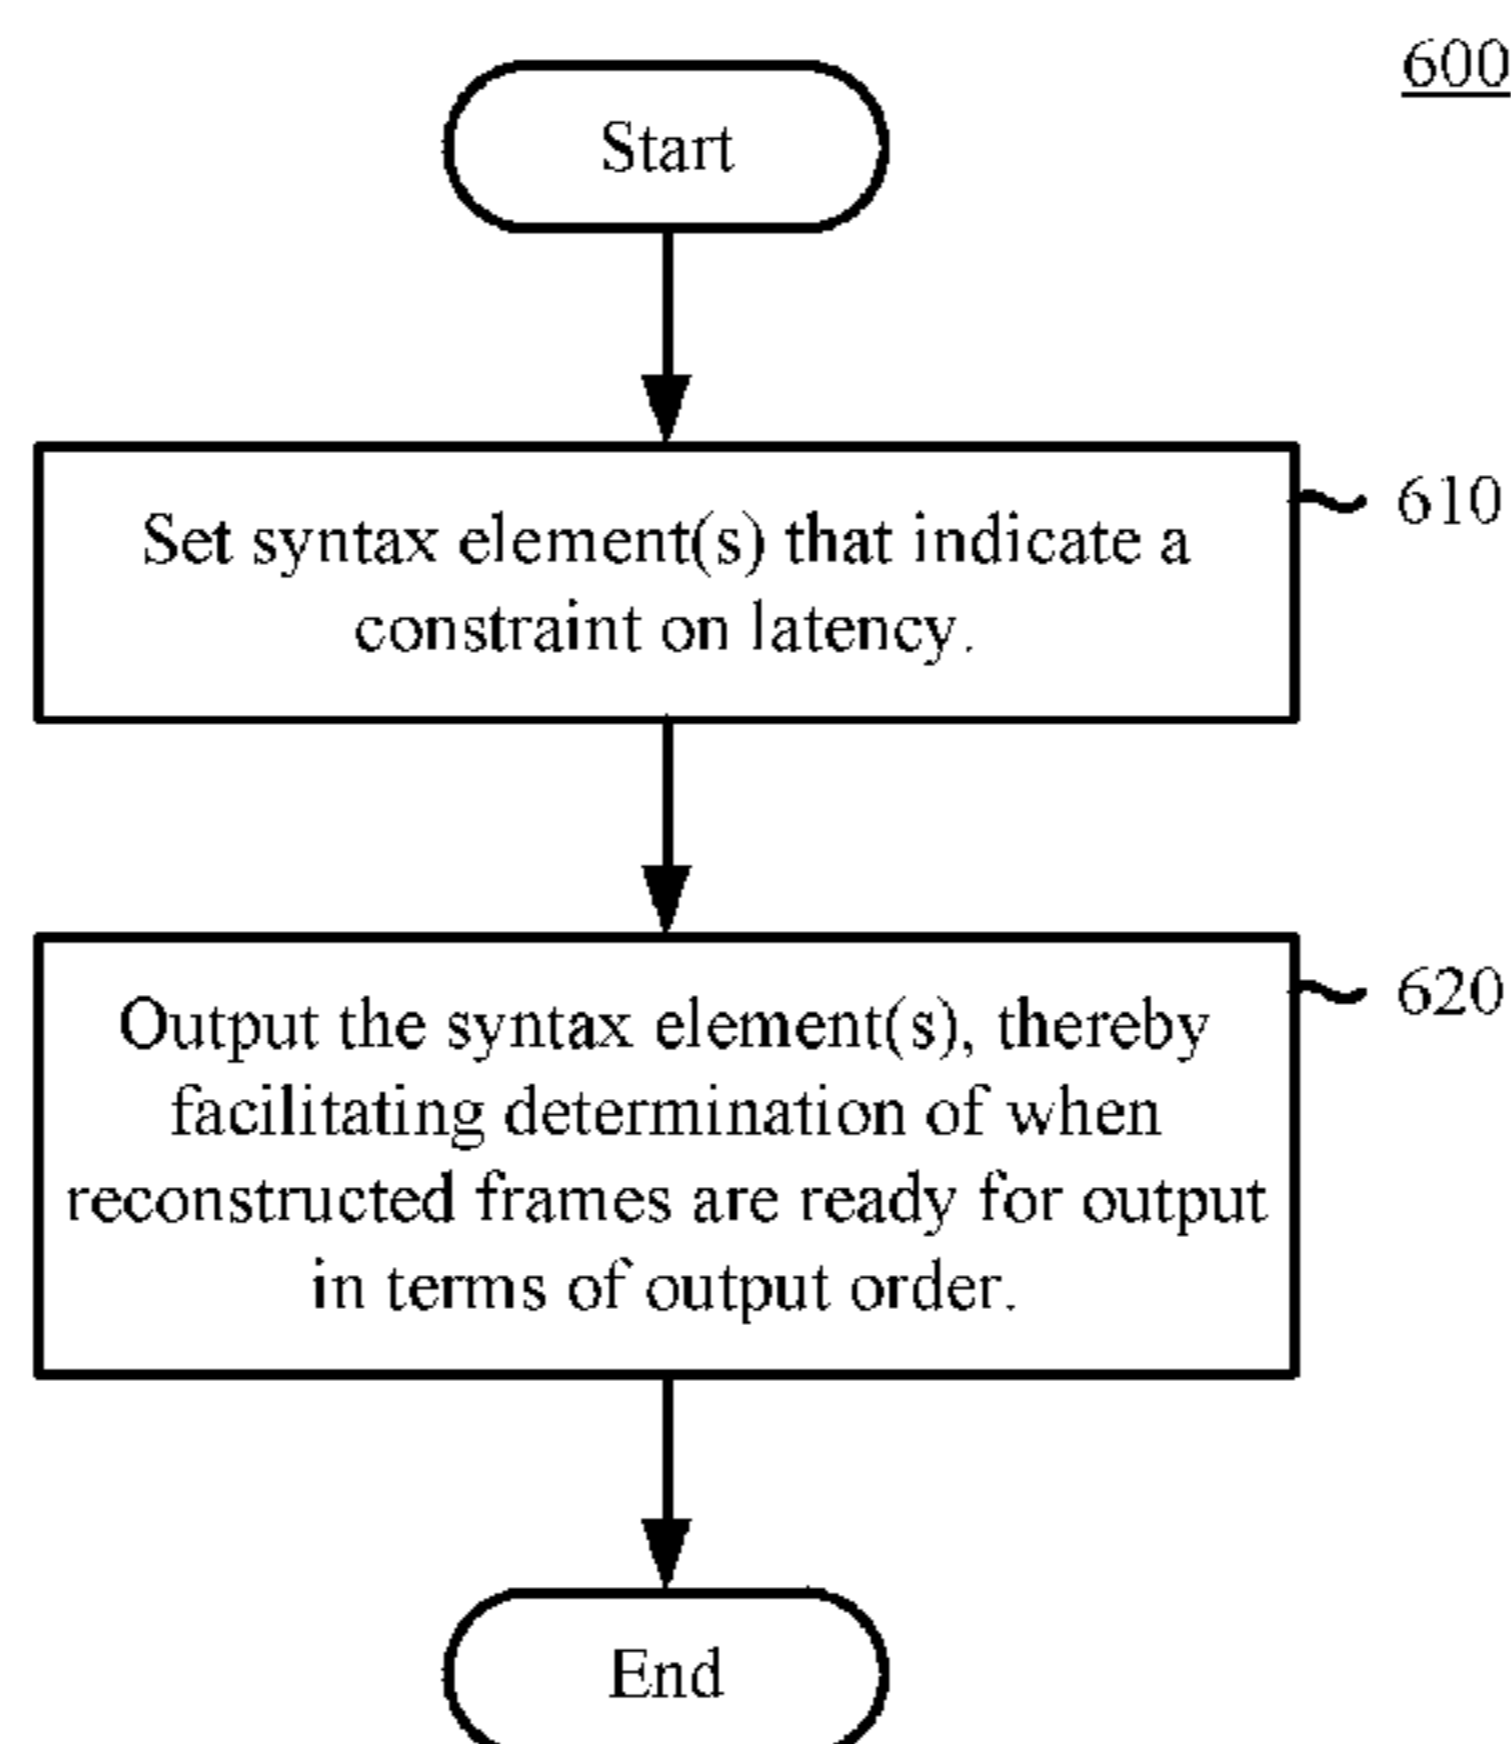 600
Start
Set syntax element(s) that indicate a
constraint on latency.
610
Output the syntax element(s), thereby
facilitating determination of when
reconstructed frames are ready for output
in terms of output order.
620
End